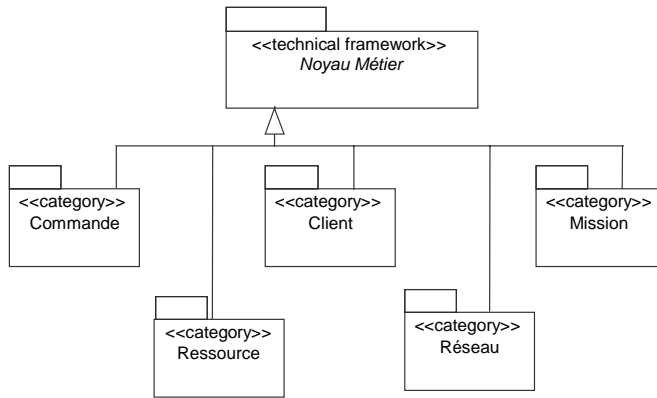 <<technical framework>>
Noyau Métier
<<category>>
Commande
<<category>>
Client
<<category>>
Mission
<<category>>
Ressource
<<category>>
Réseau